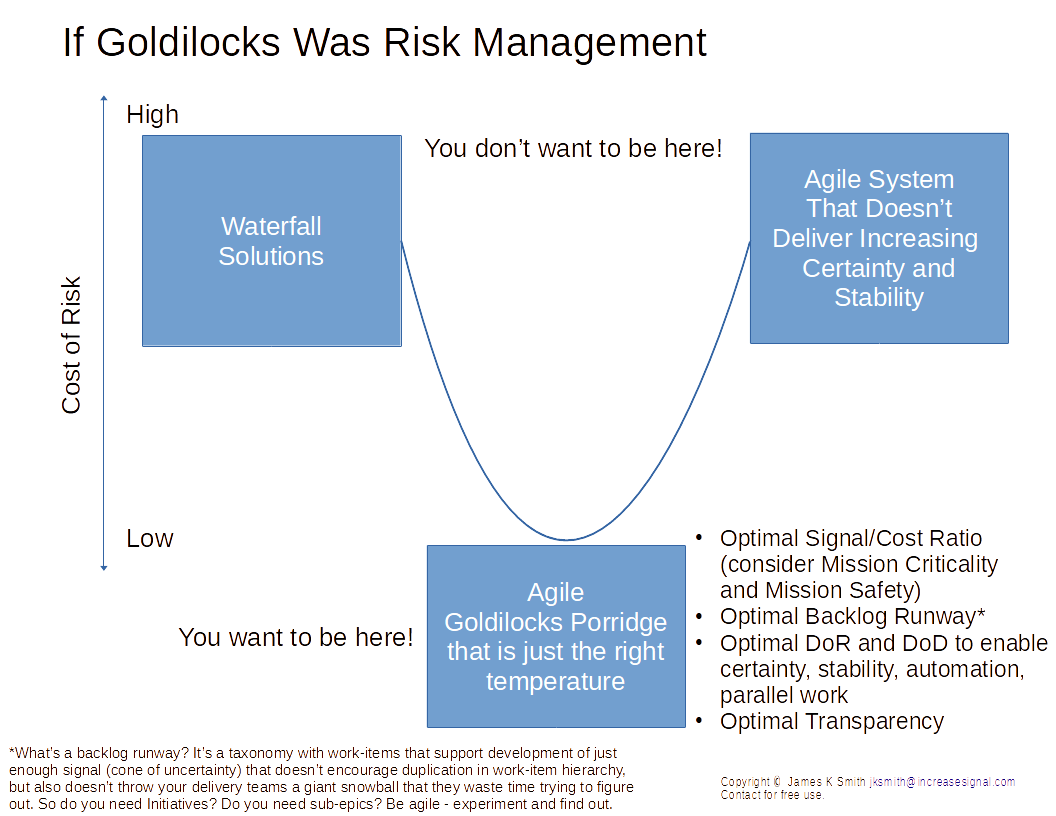 If Goldilocks Was Risk Management
High
You don’t want to be here!
Waterfall
Solutions
Agile System
That Doesn’t
Deliver Increasing
Certainty and
Stability
Cost of Risk
Low
You want to be here!
Agile
Goldilocks Porridge
that is just the right
temperature
• Optimal Signal/Cost Ratio
(consider Mission Criticality
and Mission Safety)
• Optimal Backlog Runway*
• Optimal DoR and DoD to enable
certainty, stability, automation,
parallel work
• Optimal Transparency
*What’s a backlog runway? It’s a taxonomy with work-items that support development of just
enough signal (cone of uncertainty) that doesn’t encourage duplication in work-item hierarchy,
but also doesn’t throw your delivery teams a giant snowball that they waste time trying to figure
out. So do you need Initiatives? Do you need sub-epics? Be agile - experiment and find out.
Copyright © James K Smith jksmith@increasesignal.com
Contact for free use.